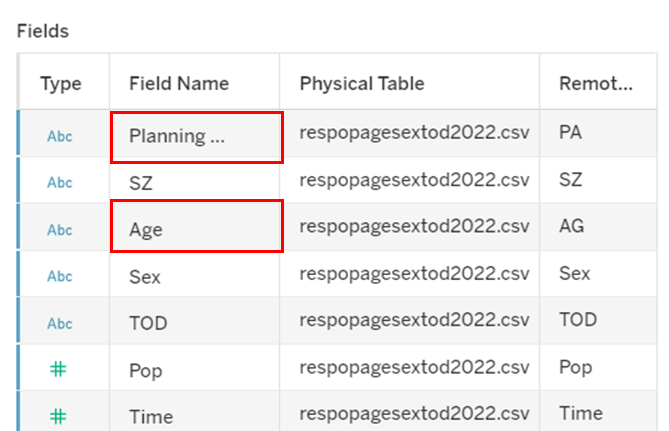 Fields
Type Field Name Physical Table Remot...
Abc Planning ... respopagesextod2022.csv PA
Abc SZ respopagesextod2022.csv SZ
Abc Age respopagesextod2022.csv AG
Abc Sex respopagesextod2022.csv Sex
Abc TOD respopagesextod2022.csv TOD
# Pop respopagesextod2022.csv Pop
# Time respopagesextod2022.csv Time